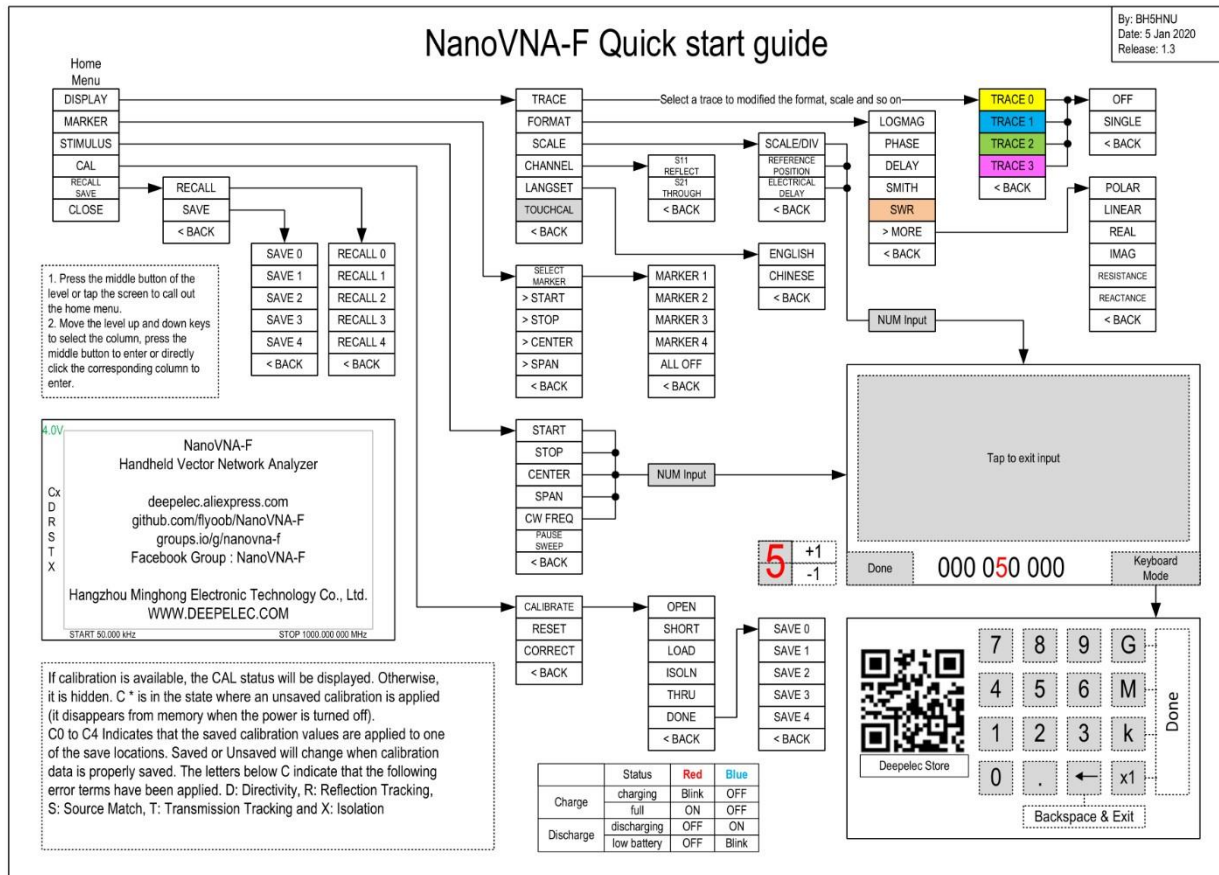 NanoVNA-F Quick start guide
By: BH5HNU
Date: 5 Jan 2020
Release: 1.3
Home
Menu
DISPLAY
MARKER
STIMULUS
CAL
RECALL
SAVE
CLOSE
RECALL
SAVE
< BACK
SAVE 0
SAVE 1
SAVE 2
SAVE 3
SAVE 4
< BACK
RECALL 0
RECALL 1
RECALL 2
RECALL 3
RECALL 4
< BACK
TRACE
FORMAT
SCALE
CHANNEL
LANGSET
TOUCHCAL
< BACK
Select a trace to modified the format, scale and so on
TRACE 0
TRACE 1
TRACE 2
TRACE 3
< BACK
OFF
SINGLE
< BACK
LOGMAG
PHASE
DELAY
SMITH
SWR
> MORE
< BACK
POLAR
LINEAR
REAL
IMAG
RESISTANCE
REACTANCE
< BACK
SCALE/DIV
REFERENCE
POSITION
ELECTRICAL
DELAY
< BACK
S11
REFLECT
S21
THROUGH
< BACK
ENGLISH
CHINESE
< BACK
SELECT
MARKER
> START
> STOP
> CENTER
> SPAN
< BACK
MARKER 1
MARKER 2
MARKER 3
MARKER 4
ALL OFF
< BACK
NUM Input
1. Press the middle button of the
level or tap the screen to call out
the home menu.
2. Move the level up and down keys
to select the column, press the
middle button to enter or directly
click the corresponding column to
enter.
START
STOP
CENTER
SPAN
CW FREQ
PAUSE
SWEEP
< BACK
NUM Input
Tap to exit input
5
+1
-1
Done
000 050 000
Keyboard
Mode
4.0V
NanoVNA-F
Handheld Vector Network Analyzer
deepelec.aliexpress.com
github.com/flyoob/NanoVNA-F
groups.io/g/nanovna-f
Facebook Group : NanoVNA-F
Hangzhou Minghong Electronic Technology Co., Ltd.
WWW.DEEPELEC.COM
Cx
D
R
S
T
X
START 50.000 kHz
STOP 1000.000 000 MHz
CALIBRATE
RESET
CORRECT
< BACK
OPEN
SHORT
LOAD
ISOLN
THRU
DONE
< BACK
SAVE 0
SAVE 1
SAVE 2
SAVE 3
SAVE 4
< BACK
If calibration is available, the CAL status will be displayed. Otherwise,
it is hidden. C * is in the state where an unsaved calibration is applied
(it disappears from memory when the power is turned off).
C0 to C4 Indicates that the saved calibration values are applied to one
of the save locations. Saved or Unsaved will change when calibration
data is properly saved. The letters below C indicate that the following
error terms have been applied. D: Directivity, R: Reflection Tracking,
S: Source Match, T: Transmission Tracking and X: Isolation
Status Red Blue
Charge charging Blink OFF
full ON OFF
Discharge discharging OFF ON
low battery OFF Blink
Deepelec Store
7 8 9 G
4 5 6 M
1 2 3 k
0 . ← x1
Done
Backspace & Exit